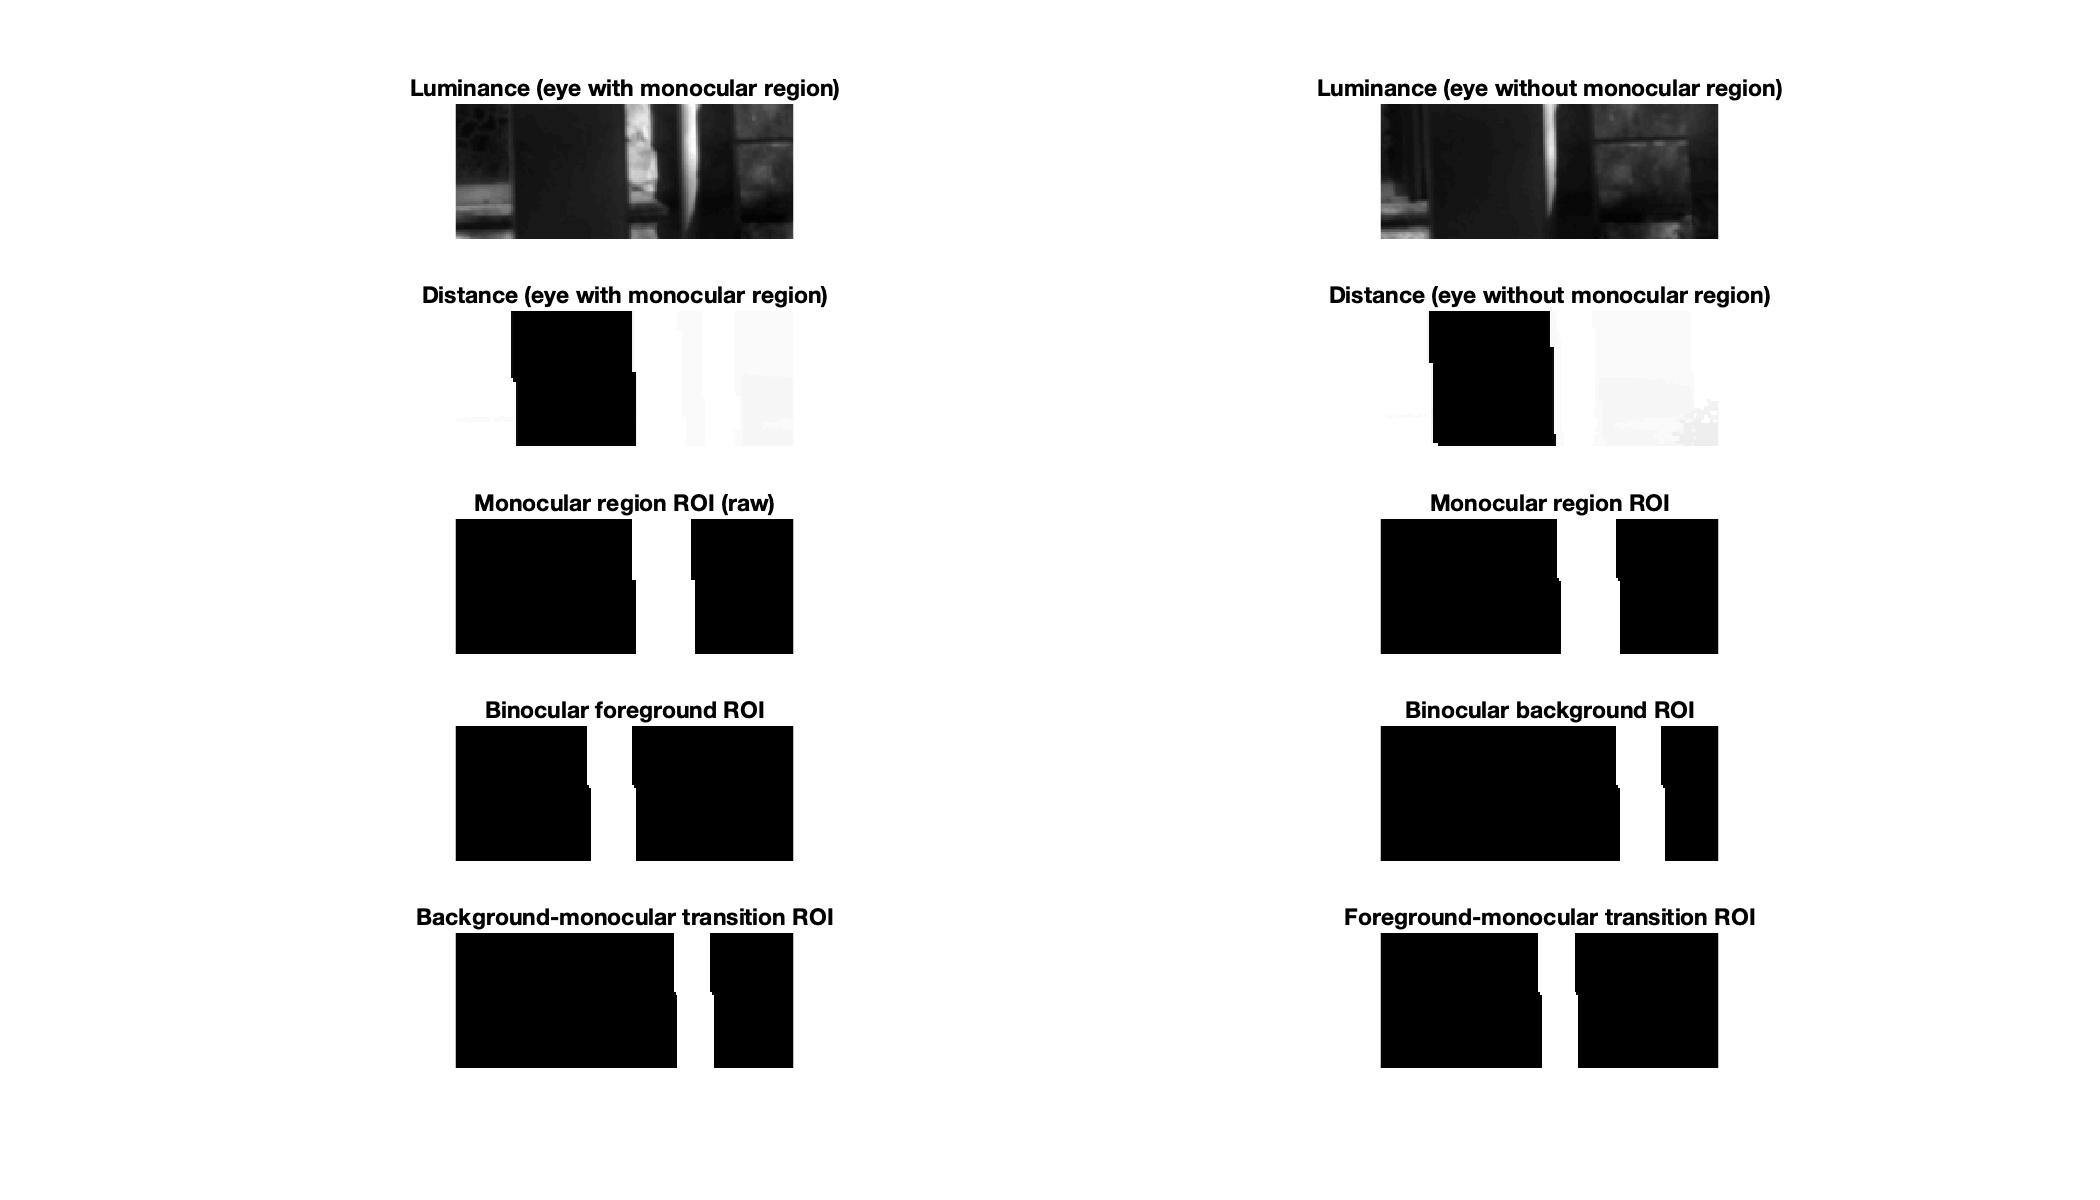 Luminance (eye with monocular region)
Luminance (eye without monocular region)
Distance (eye with monocular region)
Distance (eye without monocular region)
Monocular region ROI (raw)
Monocular region ROI
Binocular foreground ROI
Binocular background ROI
Background-monocular transition ROI
Foreground-monocular transition ROI